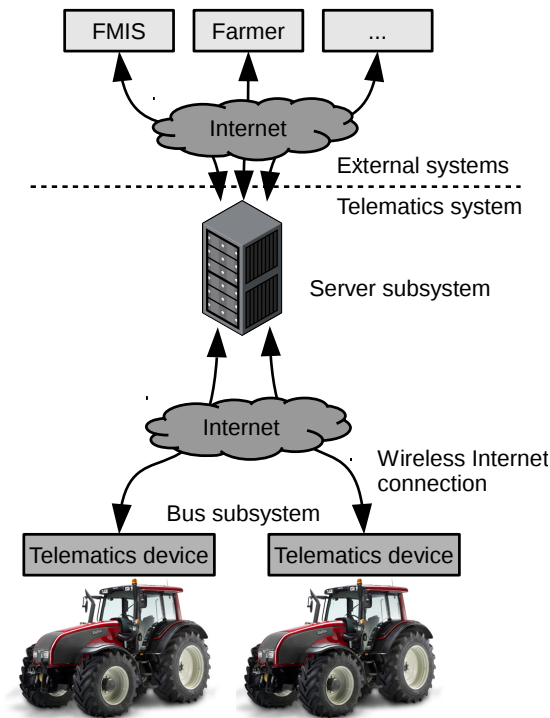 FMIS
Farmer
...
Internet
External systems
Telematics system
Server subsystem
Internet
Wireless Internet
connection
Bus subsystem
Telematics device
Telematics device